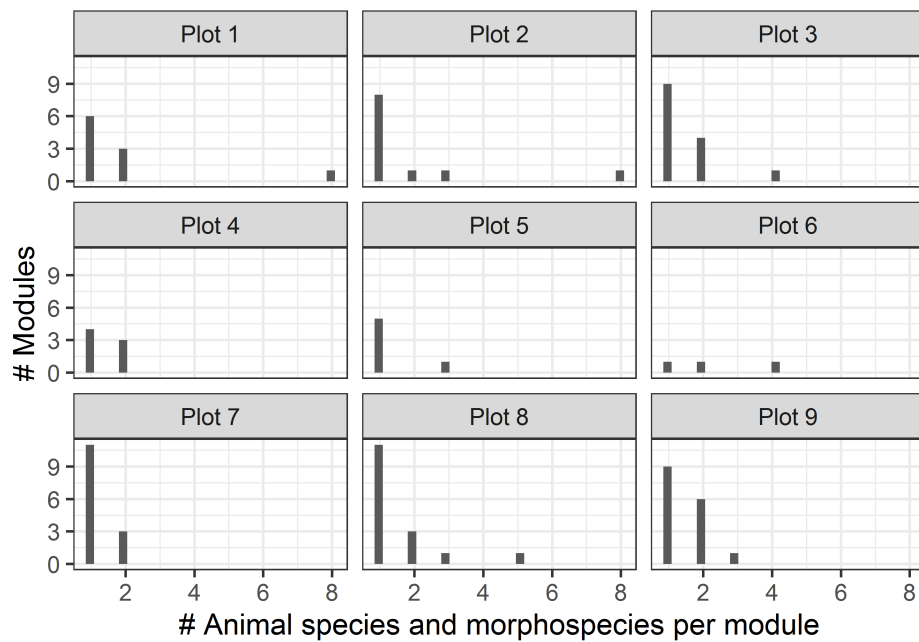 Plot 1 Plot 2 Plot 3
9
6
3
0
Plot 4 Plot 5 Plot 6
9
6
3
0
Plot 7 Plot 8 Plot 9
9
6
3
0
2 4 6 8 2 4 6 8 2 4 6 8
# Modules
# Animal species and morphospecies per module